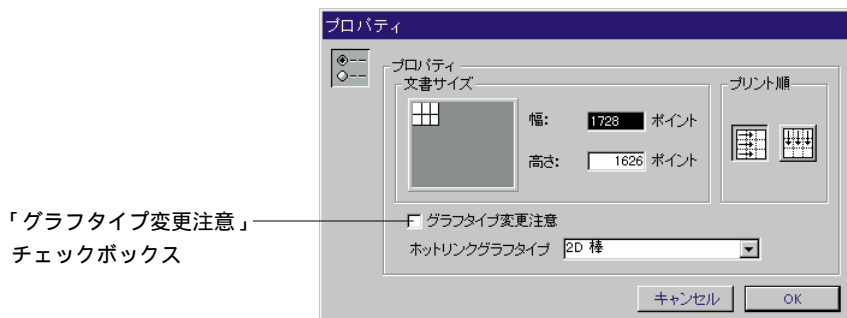 プロパティ
プロパティ
文書サイズ
幅: 1728 ポイント
高さ: 1626 ポイント
プリント順
「グラフタイプ変更注意」
チェックボックス
グラフタイプ変更注意
ホットリンクグラフタイプ 2D 棒
キャンセル OK